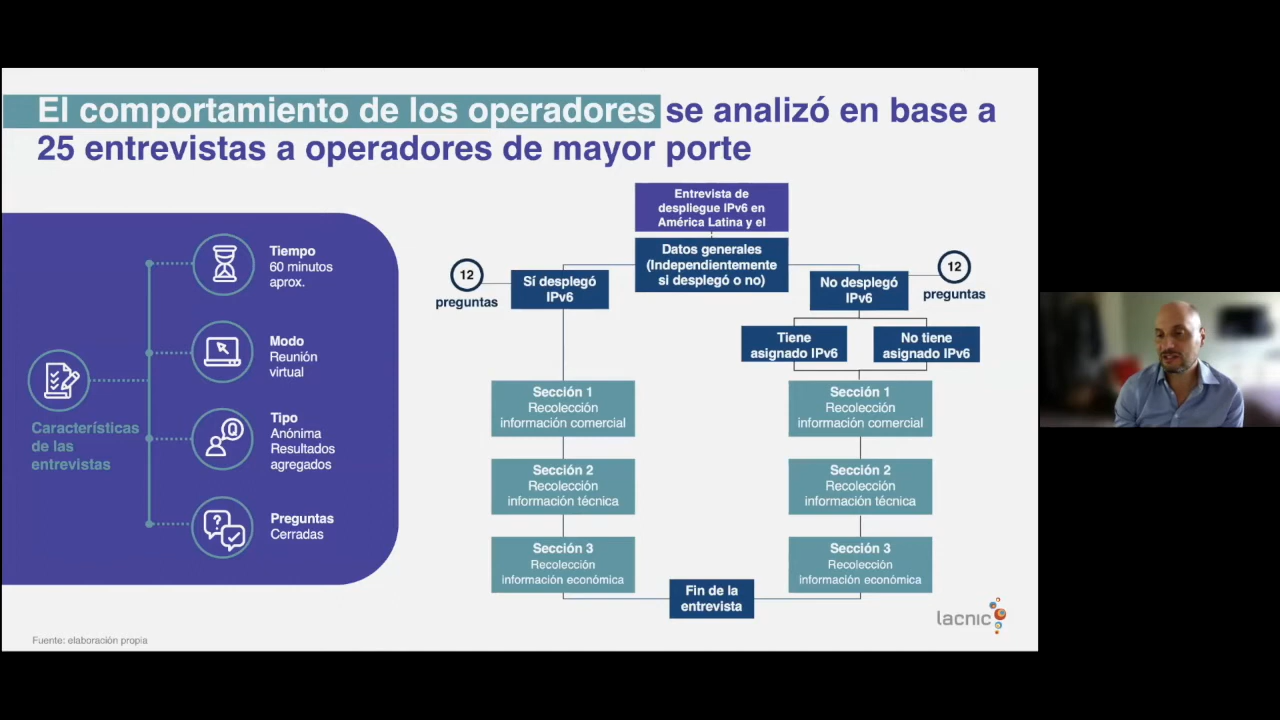 El comportamiento de los operadores se analizó en base a
25 entrevistas a operadores de mayor porte
Características
de las
entrevistas
Tiempo
60 minutos
aprox.
Modo
Reunión
virtual
Tipo
Anónima
Resultados
agregados
Preguntas
Cerradas
Entrevista de
despliegue IPv6 en
América Latina y el
Datos generales
(Independientemente
si desplegó o no)
12
preguntas
Sí desplegó
IPv6
Sección 1
Recolección
información comercial
Sección 2
Recolección
información técnica
Sección 3
Recolección
información económica
No desplegó
IPv6
12
preguntas
Tiene
asignado IPv6
No tiene
asignado IPv6
Sección 1
Recolección
información comercial
Sección 2
Recolección
información técnica
Sección 3
Recolección
información económica
Fin de la
entrevista
lacnic
Fuente: elaboración propia